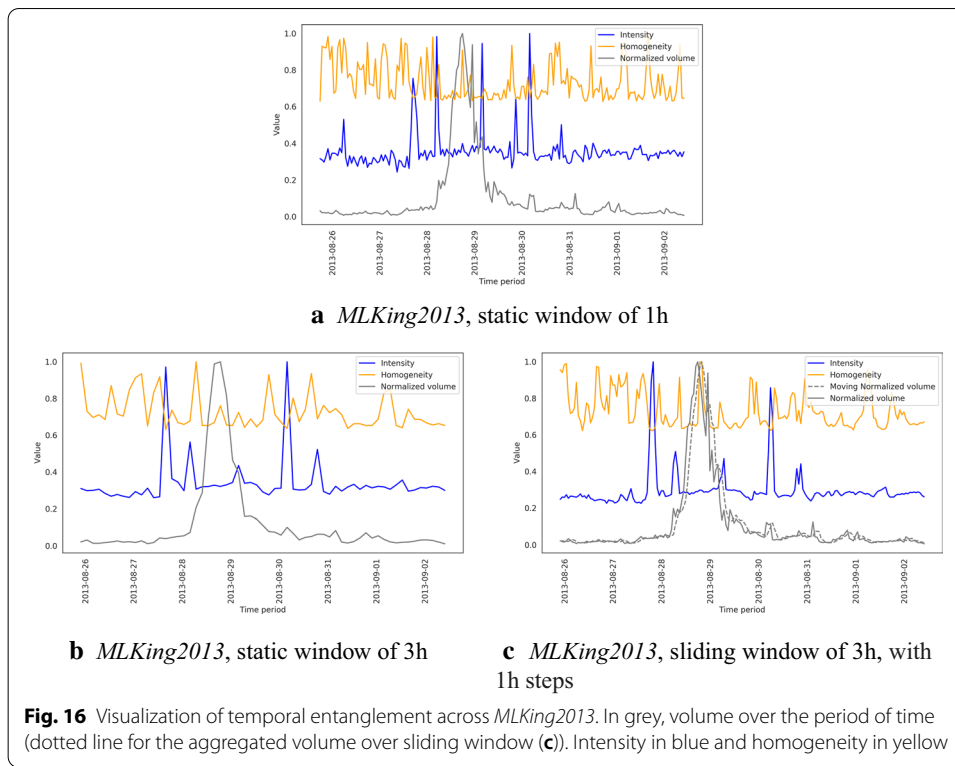 1.0
0.8
0.6
0.4
0.2
0.0
Value
Intensity
Homogeneity
Normalized volume
2013-08-26
2013-08-27
2013-08-28
2013-08-29
2013-08-30
2013-08-31
2013-09-01
2013-09-02
Time period
a MLKing2013, static window of 1h
1.0
0.8
0.6
0.4
0.2
0.0
Value
Intensity
Homogeneity
Normalized volume
2013-08-26
2013-08-27
2013-08-28
2013-08-29
2013-08-30
2013-08-31
2013-09-01
2013-09-02
Time period
b MLKing2013, static window of 3h
1.0
0.8
0.6
0.4
0.2
0.0
Value
Intensity
Homogeneity
Moving Normalized volume
Normalized volume
2013-08-26
2013-08-27
2013-08-28
2013-08-29
2013-08-30
2013-08-31
2013-09-01
2013-09-02
Time period
c MLKing2013, sliding window of 3h, with
1h steps
Fig. 16 Visualization of temporal entanglement across MLKing2013. In grey, volume over the period of time
(dotted line for the aggregated volume over sliding window (c)). Intensity in blue and homogeneity in yellow